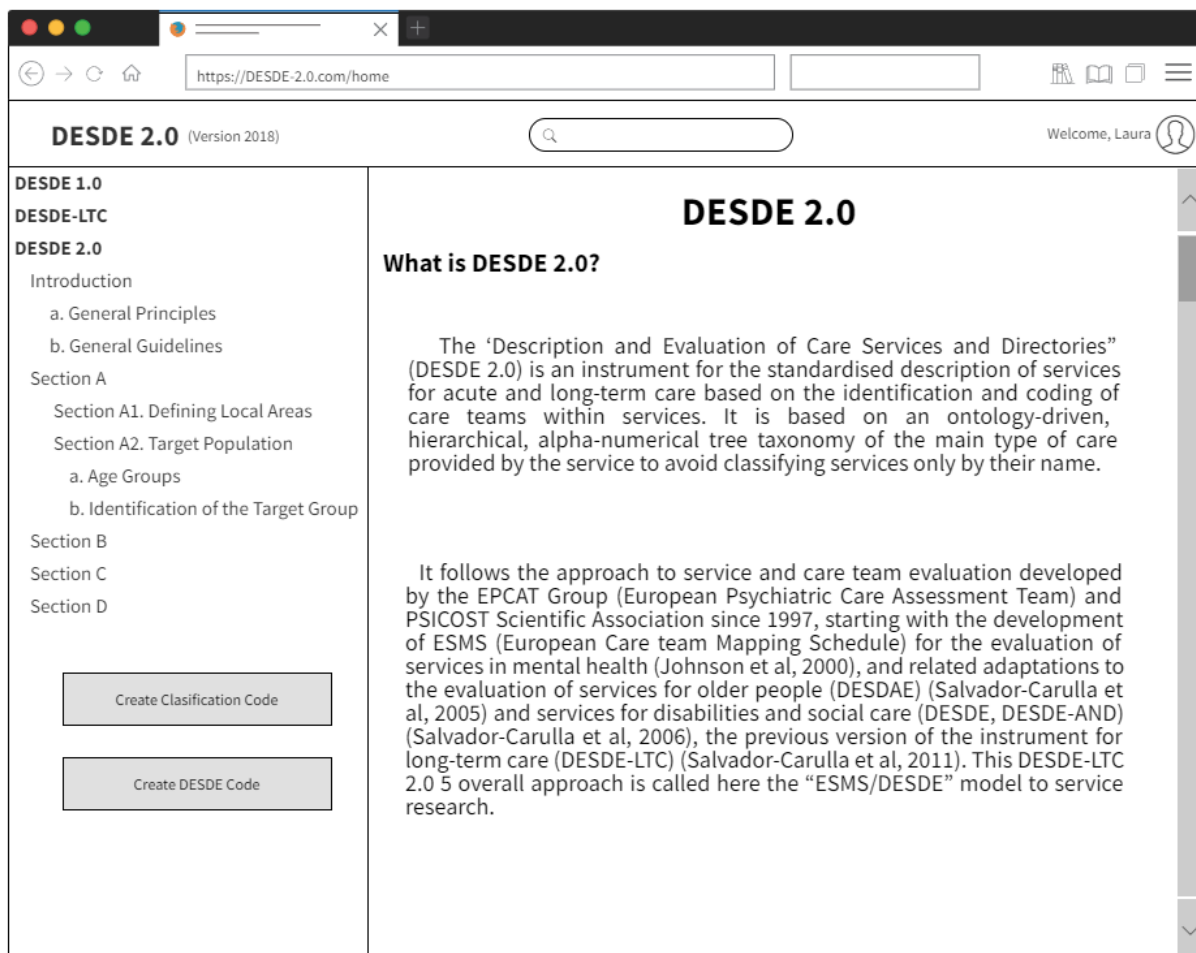 https://DESDE-2.0.com/home
DESDE 2.0 (Version 2018)
Welcome, Laura
DESDE 1.0
DESDE-LTC
DESDE 2.0
Introduction
a. General Principles
b. General Guidelines
Section A
Section A1. Defining Local Areas
Section A2. Target Population
a. Age Groups
b. Identification of the Target Group
Section B
Section C
Section D
Create Clasification Code
Create DESDE Code
DESDE 2.0
What is DESDE 2.0?
The ‘Description and Evaluation of Care Services and Directories”
(DESDE 2.0) is an instrument for the standardised description of services
for acute and long-term care based on the identification and coding of
care teams within services. It is based on an ontology-driven,
hierarchical, alpha-numerical tree taxonomy of the main type of care
provided by the service to avoid classifying services only by their name.
It follows the approach to service and care team evaluation developed
by the EPCAT Group (European Psychiatric Care Assessment Team) and
PSICOST Scientific Association since 1997, starting with the development
of ESMS (European Care team Mapping Schedule) for the evaluation of
services in mental health (Johnson et al, 2000), and related adaptations to
the evaluation of services for older people (DESDAE) (Salvador-Carulla et
al, 2005) and services for disabilities and social care (DESDE, DESDE-AND)
(Salvador-Carulla et al, 2006), the previous version of the instrument for
long-term care (DESDE-LTC) (Salvador-Carulla et al, 2011). This DESDE-LTC
2.0 5 overall approach is called here the “ESMS/DESDE” model to service
research.